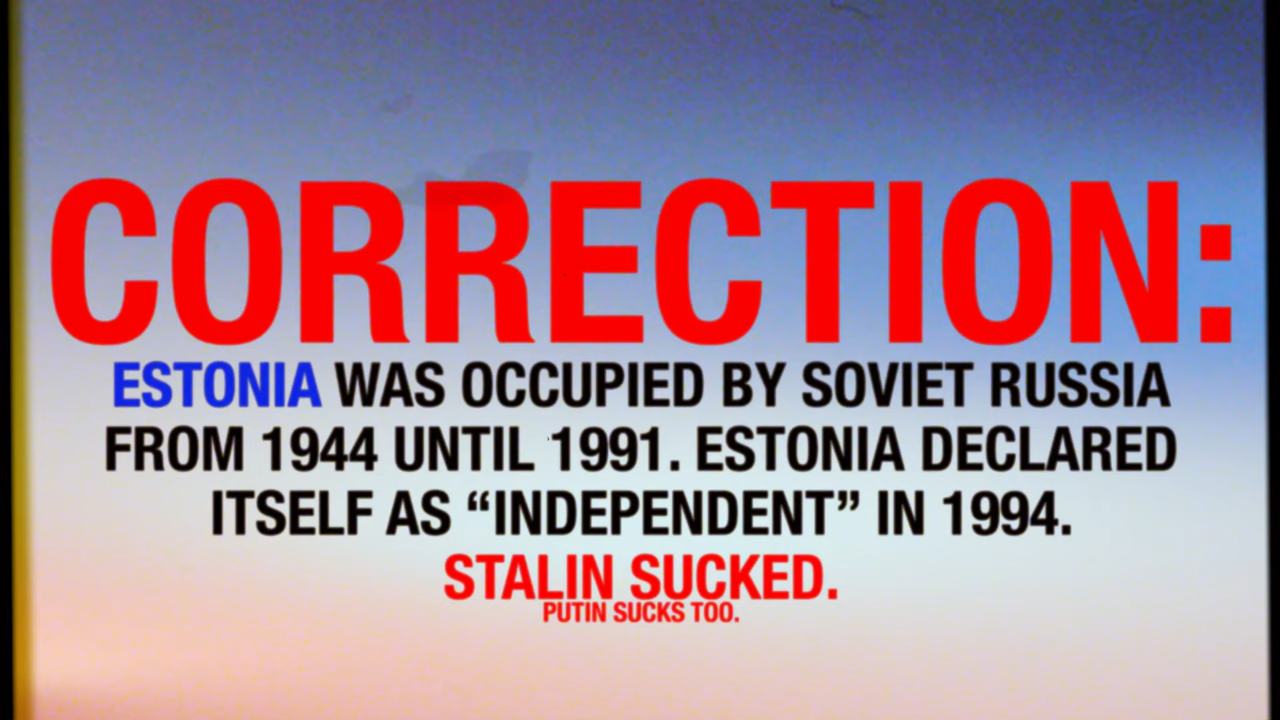 CORRECTION:
ESTONIA WAS OCCUPIED BY SOVIET RUSSIA
FROM 1944 UNTIL 1991. ESTONIA DECLARED
ITSELF AS “INDEPENDENT” IN 1994.
STALIN SUCKED.
PUTIN SUCKS TOO.